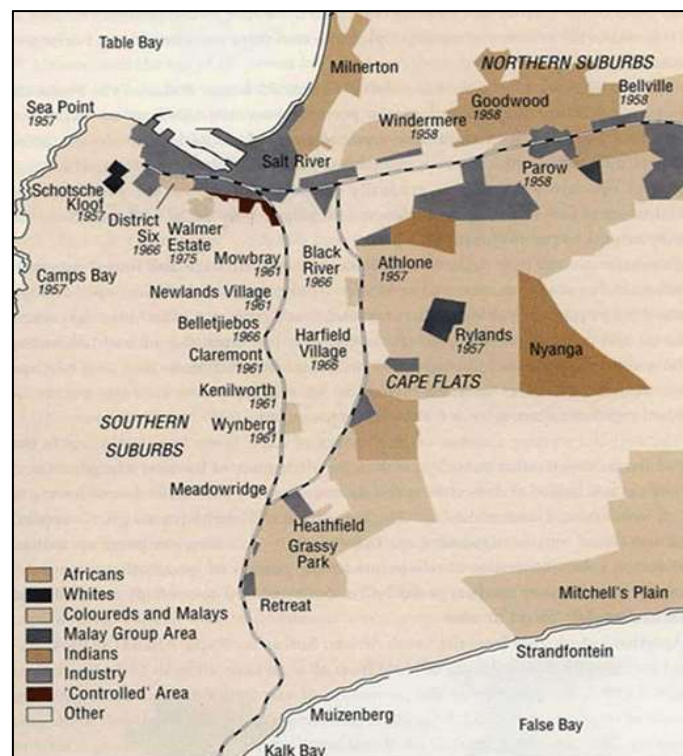 Table Bay
Milnerton
NORTHERN SUBURBS
Bellville
1958
Goodwood
1958
Sea Point
1957
Windermere
1958
Salt River
Parow
1958
Schotsche
Kloof
1957
District
Six
1966
Walmer
Estate
1975
Mowbray
1961
Black
River
1966
Athlone
1957
Camps Bay
1957
Newlands Village
1961
Belletjiebos
1966
Harfield
Village
1966
Rylands
1957
Nyanga
Claremont
1961
CAPE FLATS
Kenilworth
1961
SOUTHERN
SUBURBS
Wynberg
1961
Meadowridge
Heathfield
Grassy
Park
Retreat
Mitchell's Plain
Strandfontein
Muizenberg
False Bay
Kalk Bay
Africans
Whites
Coloureds and Malays
Malay Group Area
Indians
Industry
'Controlled' Area
Other